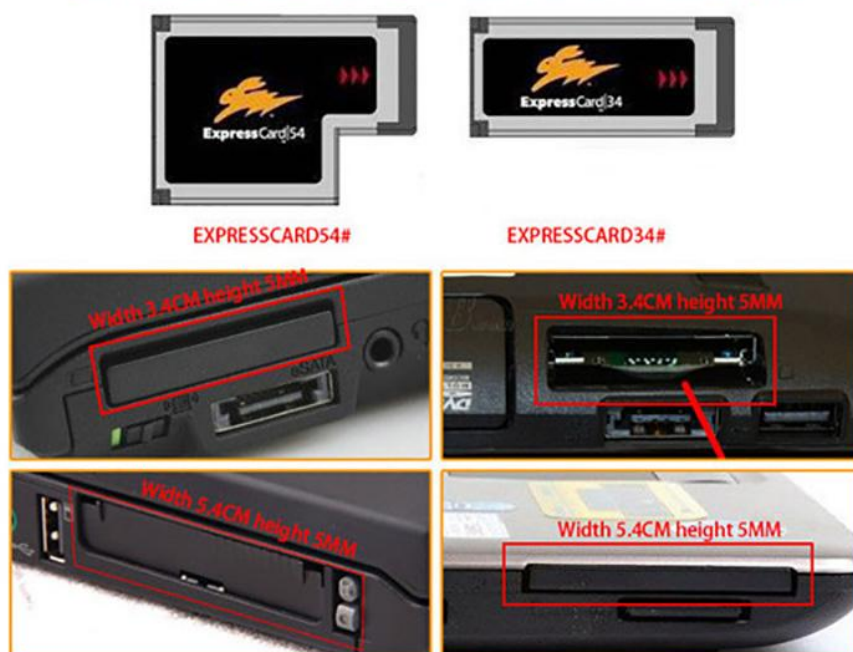 ExpressCard|54
ExpressCard|34
EXPRESSCARD54#
EXPRESSCARD34#
Width 3.4CM height 5MM
eSATA
Width 3.4CM height 5MM
Width 5.4CM height 5MM
Width 5.4CM height 5MM